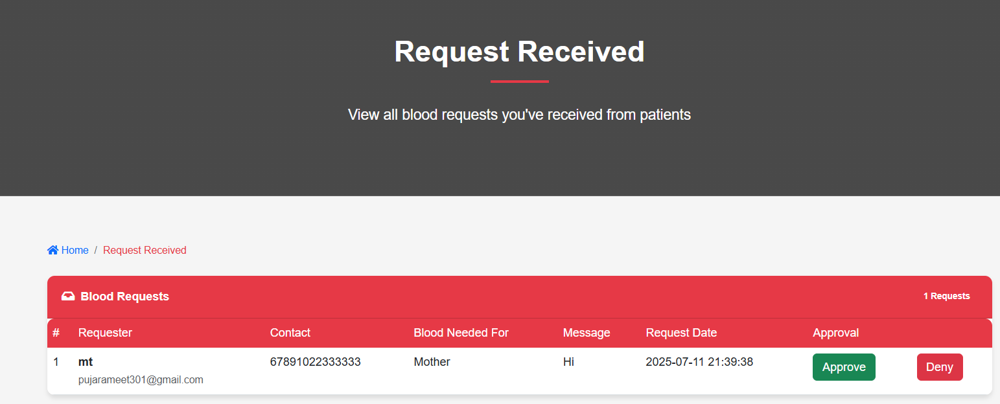 Request Received
View all blood requests you've received from patients
Home / Request Received
Blood Requests 1 Requests
# Requester Contact Blood Needed For Message Request Date Approval
1 mt 67891022333333 Mother Hi 2025-07-11 21:39:38 Approve Deny
pujarameet301@gmail.com